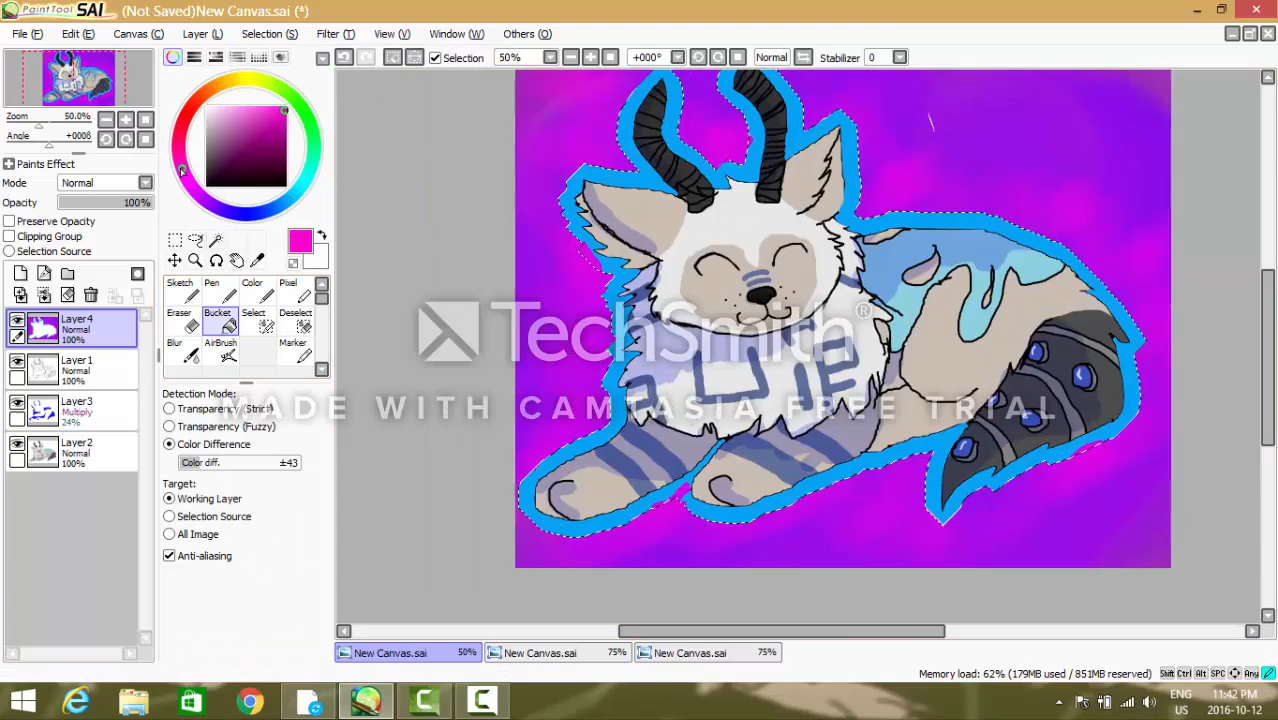 PaintTool SAI (Not Saved)New Canvas.sai (*)
File (F) Edit (E) Canvas (C) Layer (L) Selection (S) Filter (T) View (V) Window (W) Others (O)
Selection 50% +000° Normal Stabilizer 0
Zoom 50.0%
Angle +000ß
Paints Effect
Mode Normal
Opacity 100%
Preserve Opacity
Clipping Group
Selection Source
Layer4
Normal
100%
Layer1
Normal
100%
Layer3
Multiply
24%
Layer2
Normal
100%
Sketch Pen Color Pixel
Eraser Bucket Select Deselect
Blur AirBrush Marker
Detection Mode:
Transparency (Strict)
Transparency (Fuzzy)
Color Difference
Color diff. ±43
Target:
Working Layer
Selection Source
All Image
Anti-aliasing
TechSmith®
MADE WITH CAMTASIA FREE TRIAL
New Canvas.sai 50% New Canvas.sai 75% New Canvas.sai 75%
Memory load: 62% (179MB used / 851MB reserved) Shift Ctrl Alt SPC Any
ENG 11:42 PM
US 2016-10-12